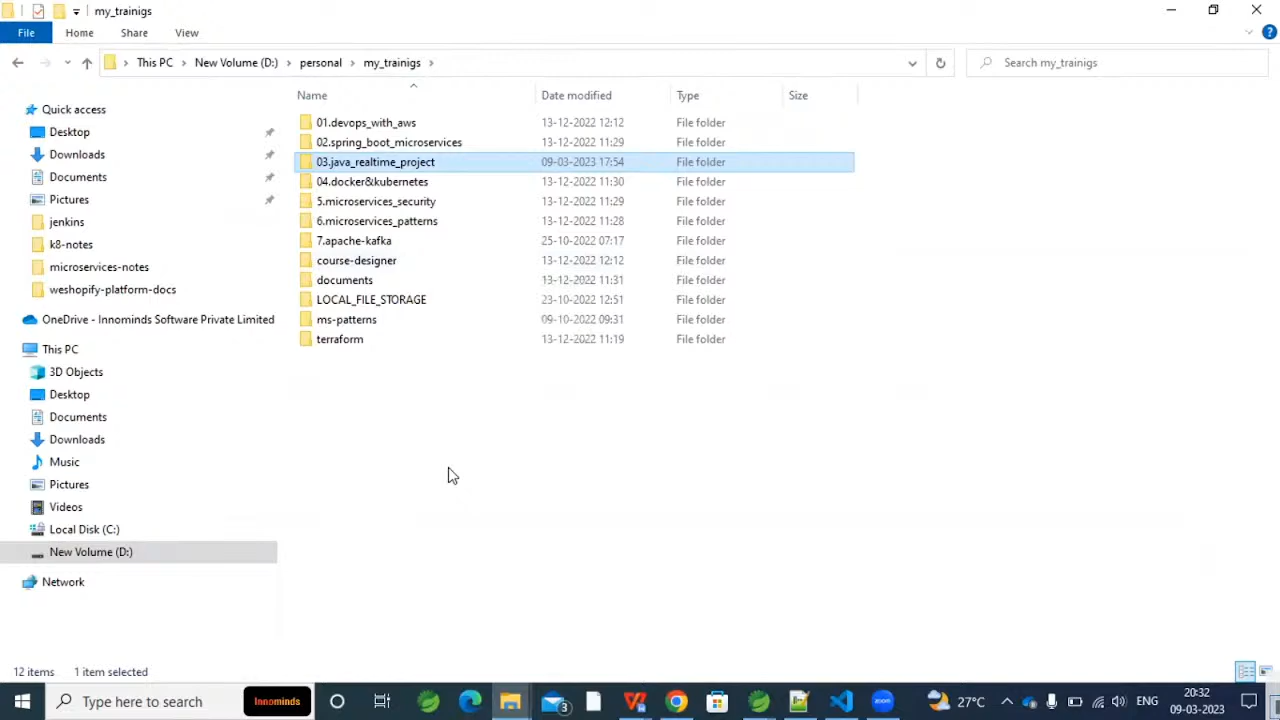 my_trainigs
File Home Share View
This PC New Volume (D:) personal my_trainigs Search my_trainigs
Name Date modified Type Size
Quick access
Desktop
Downloads
Documents
Pictures
jenkins
k8-notes
microservices-notes
weshopify-platform-docs
OneDrive - Innominds Software Private Limited
This PC
3D Objects
Desktop
Documents
Downloads
Music
Pictures
Videos
Local Disk (C:)
New Volume (D:)
Network
01.devops_with_aws 13-12-2022 12:12 File folder
02.spring_boot_microservices 13-12-2022 11:29 File folder
03.java_realtime_project 09-03-2023 17:54 File folder
04.docker&kubernetes 13-12-2022 11:30 File folder
5.microservices_security 13-12-2022 11:29 File folder
6.microservices_patterns 13-12-2022 11:28 File folder
7.apache-kafka 25-10-2022 07:17 File folder
course-designer 13-12-2022 12:12 File folder
documents 13-12-2022 11:31 File folder
LOCAL_FILE_STORAGE 23-10-2022 12:51 File folder
ms-patterns 09-10-2022 09:31 File folder
terraform 13-12-2022 11:19 File folder
12 items 1 item selected
Type here to search Innominds 3 zoom 27°C ENG 20:32
09-03-2023